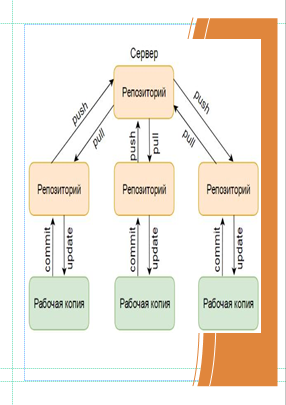 Сервер
Репозиторий
push
pull
push
pull
push
pull
Репозиторий
Репозиторий
Репозиторий
commit
update
commit
update
commit
update
Рабочая копия
Рабочая копия
Рабочая копия